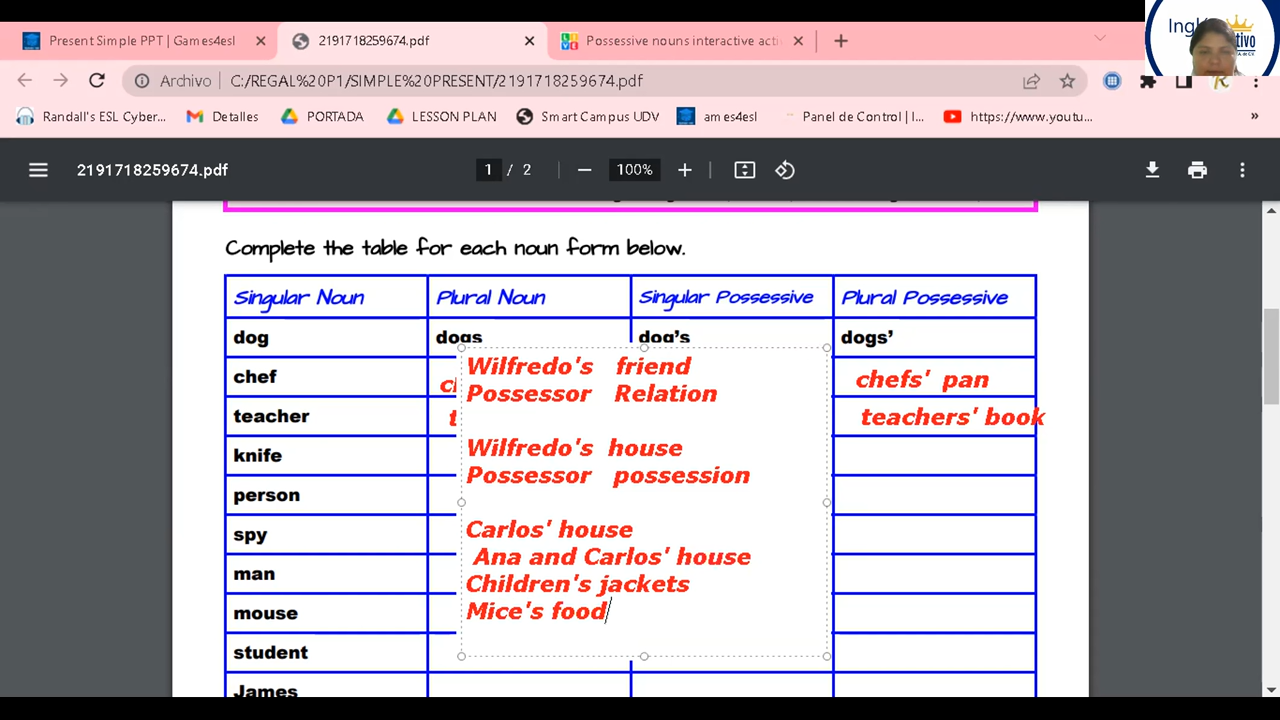 Present Simple PPT | Games4esl
2191718259674.pdf
Possessive nouns interactive acti
Archivo
C:/REGAL%20P1/SIMPLE%20PRESENT/2191718259674.pdf
Randall's ESL Cyber...
Detalles
PORTADA
LESSON PLAN
Smart Campus UDV
ames4esl
Panel de Control | I...
https://www.youtu...
»
2191718259674.pdf
1 / 2
100%
Complete the table for each noun form below.
Singular Noun Plural Noun Singular Possessive Plural Possessive
dog dogs dog's dogs'
chef chefs' pan
teacher teachers' book
knife
person
spy
man
mouse
student
James
Wilfredo's friend
Possessor Relation
Wilfredo's house
Possessor possession
Carlos' house
Ana and Carlos' house
Children's jackets
Mice's food